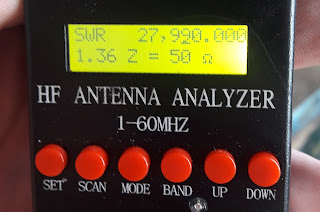 SWR 27,990.000
1.36 Z = 50 Ω
HF ANTENNA ANALYZER
1-60MHZ
SET SCAN MODE BAND UP DOWN